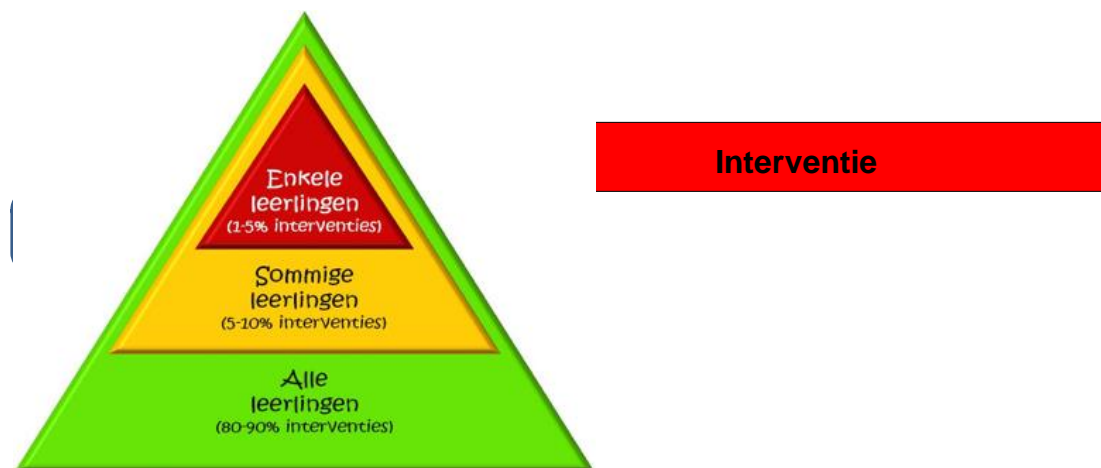 Enkele
leerlingen
(1-5% interventies)
Interventie
Sommige
leerlingen
(5-10% interventies)
Alle
leerlingen
(80-90% interventies)